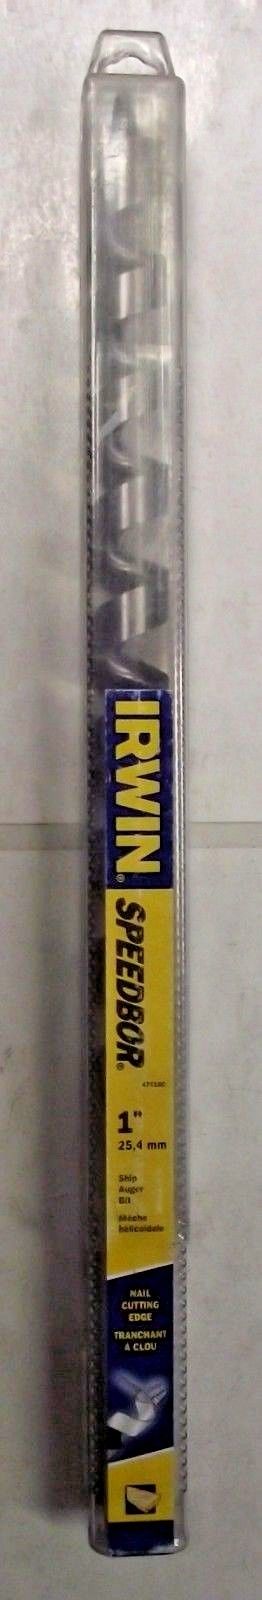 IRWIN®
SPEEDBOR®
1"
25,4 mm
Ship
Auger
Bit
Mèche
hélicoïdale
NAIL
CUTTING
EDGE
TRANCHANT
À CLOU